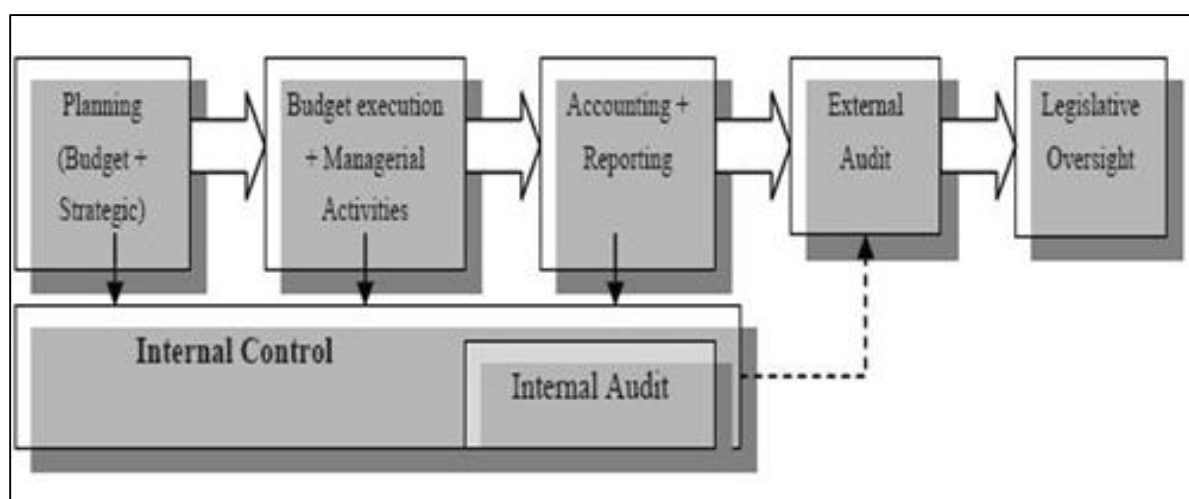 Planning
(Budget +
Strategic)
Budget execution
+ Managerial
Activities
Accounting +
Reporting
External
Audit
Legislative
Oversight
Internal Control
Internal Audit